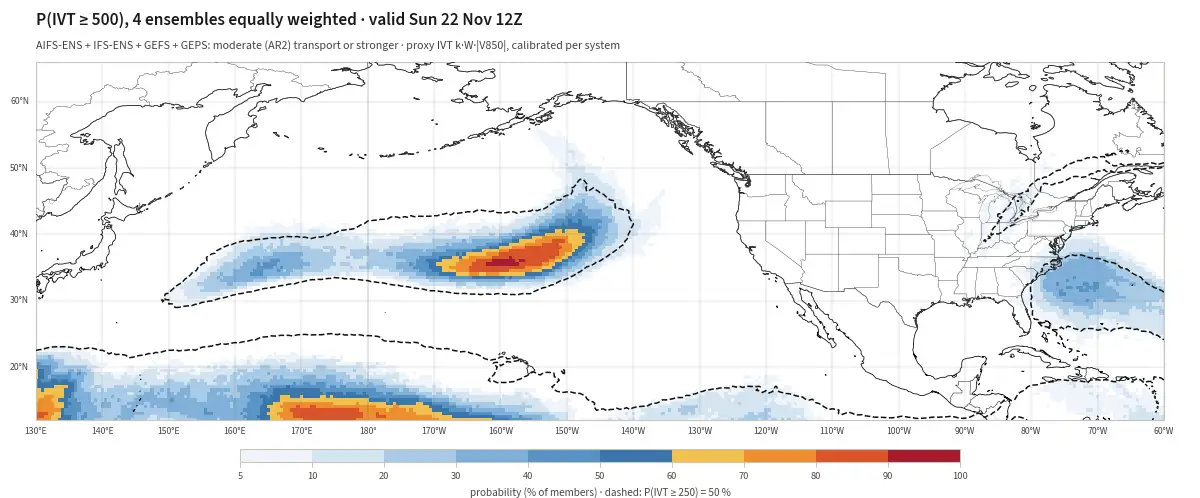 P(IVT ≥ 500), 4 ensembles equally weighted · valid Sun 22 Nov 12Z
AIFS-ENS + IFS-ENS + GEFS + GEPS: moderate (AR2) transport or stronger · proxy IVT k·W·|V850|, calibrated per system
60°N
50°N
40°N
30°N
20°N
130°E 140°E 150°E 160°E 170°E 180° 170°W 160°W 150°W 140°W 130°W 120°W 110°W 100°W 90°W 80°W 70°W 60°W
5 10 20 30 40 50 60 70 80 90 100
probability (% of members) · dashed: P(IVT ≥ 250) = 50 %